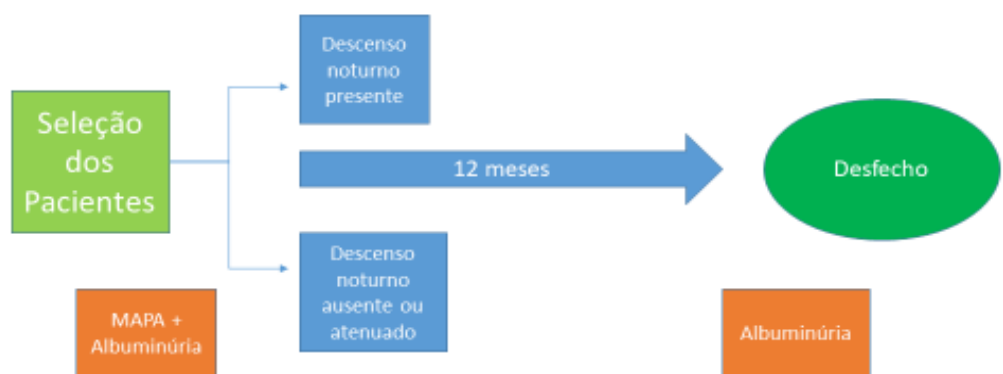 Seleção
dos
Pacientes
Descenso
noturno
presente
12 meses
Desfecho
Descenso
noturno
ausente ou
atenuado
MAPA +
Albuminúria
Albuminúria